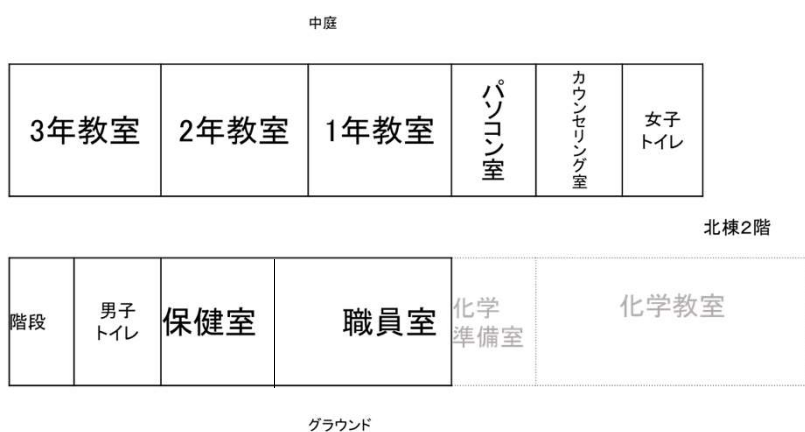 中庭
3年教室
2年教室
1年教室
パソコン室
カウンセリング室
女子
トイレ
北棟2階
階段
男子
トイレ
保健室
職員室
化学
準備室
化学教室
グラウンド